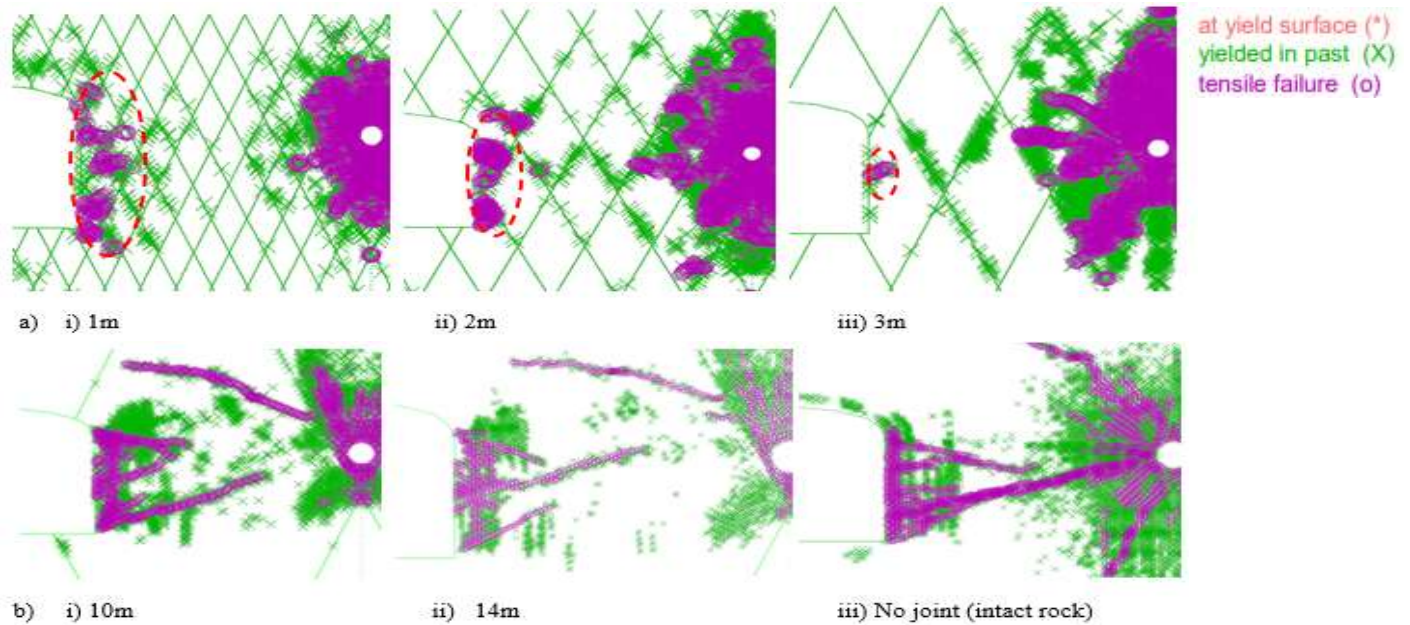 at yield surface (*)
yielded in past (X)
tensile failure (o)
a) i) 1m ii) 2m iii) 3m
b) i) 10m ii) 14m iii) No joint (intact rock)